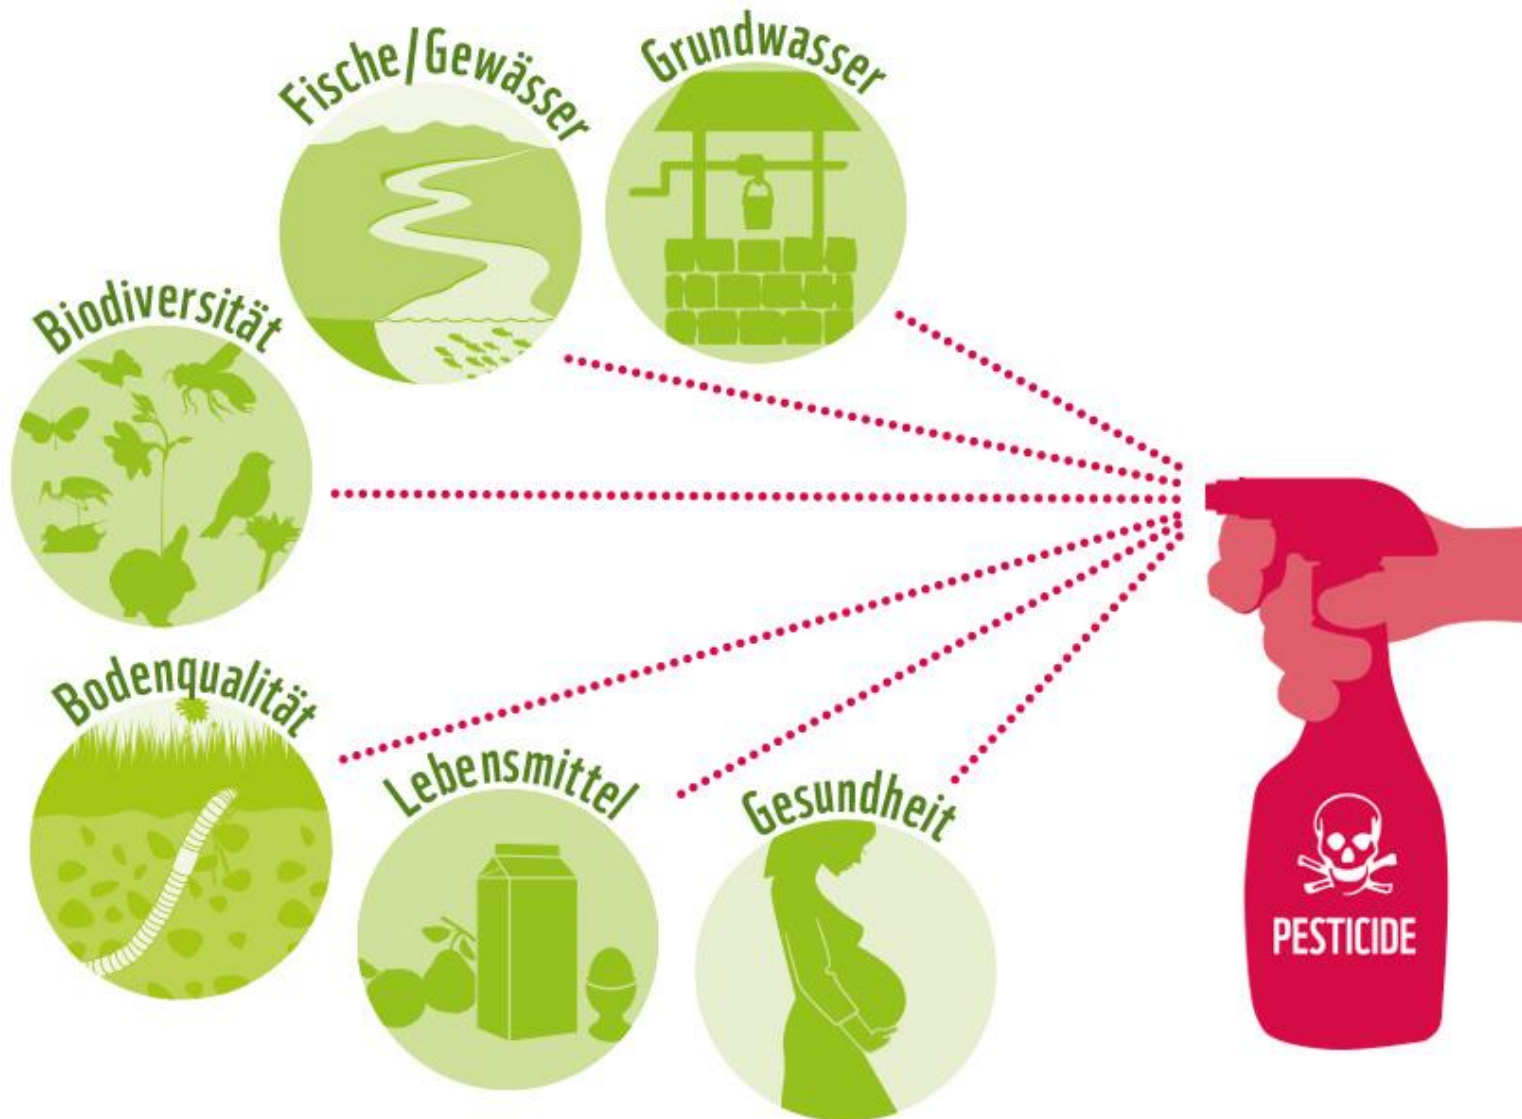 Fische/Gewässer
Grundwasser
Biodiversität
Bodenqualität
Lebensmittel
Gesundheit
PESTICIDE